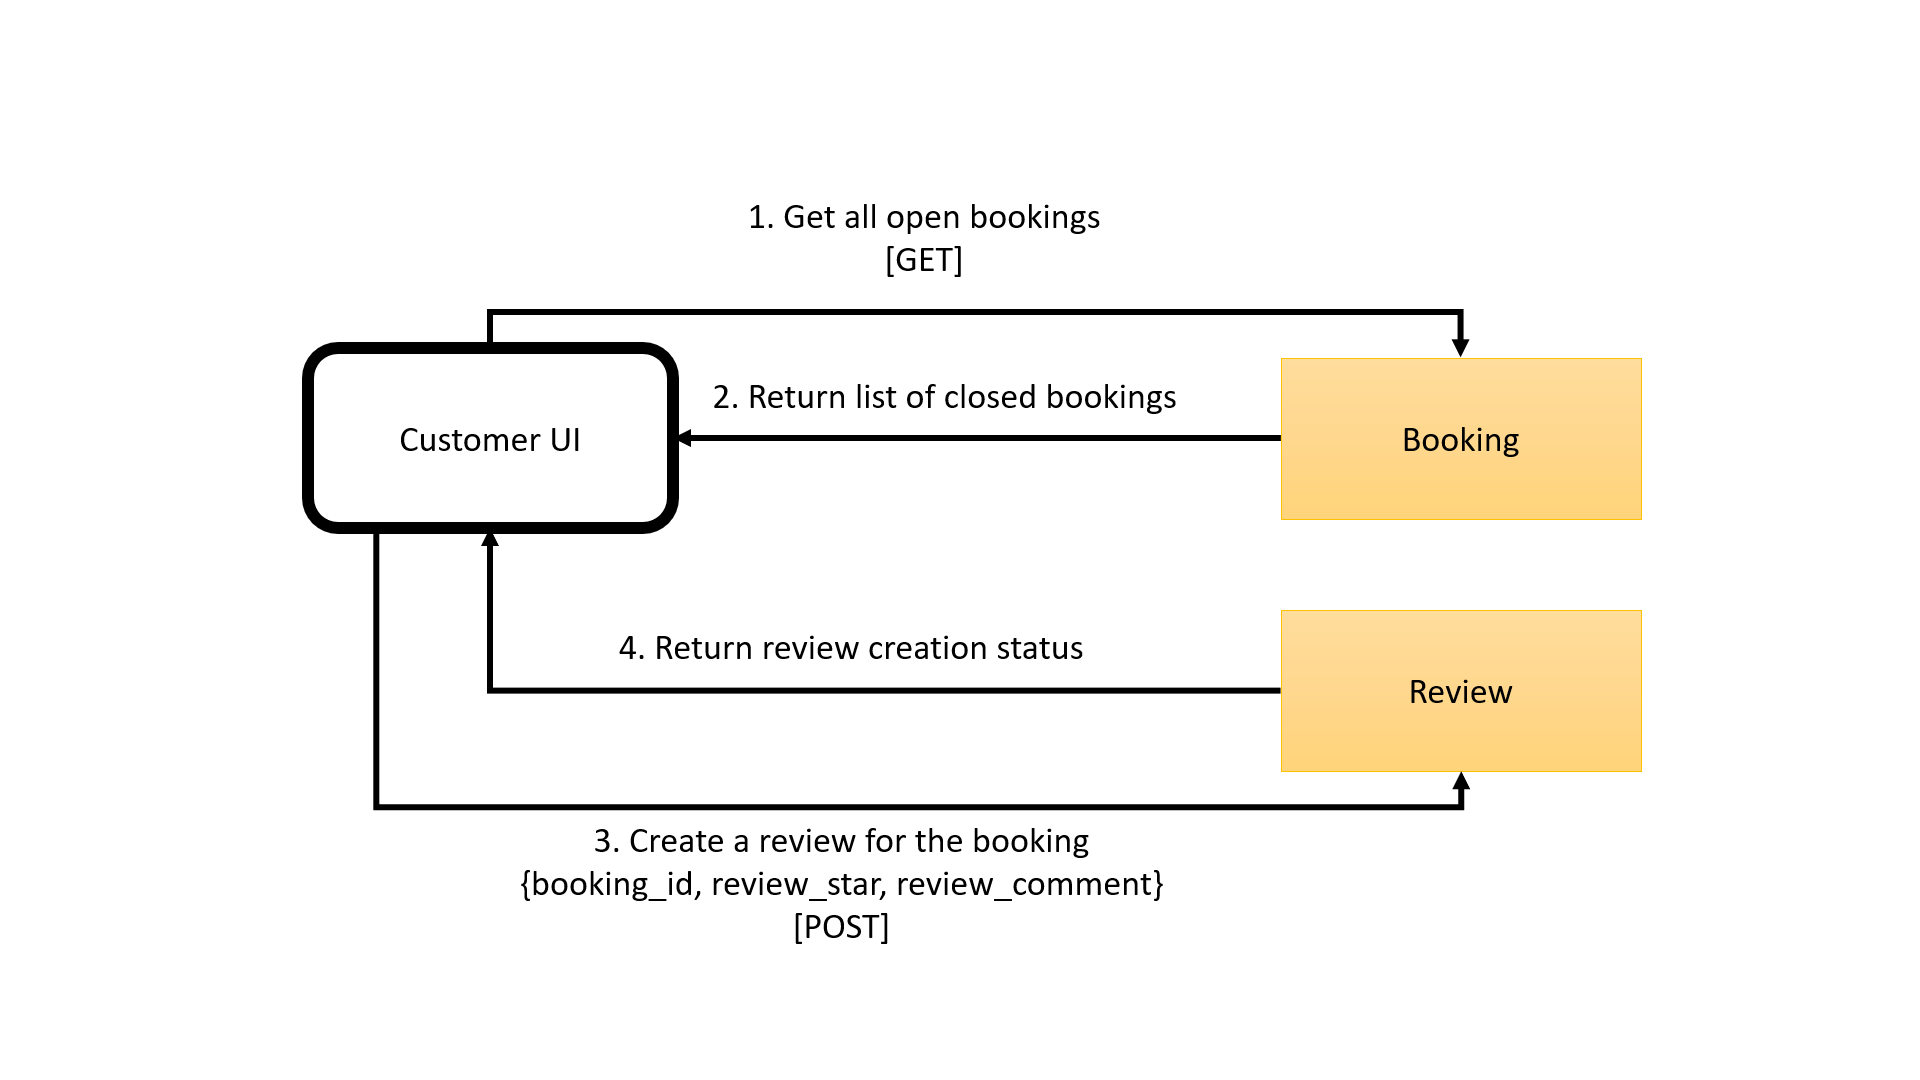 1. Get all open bookings
[GET]
Customer UI
2. Return list of closed bookings
Booking
4. Return review creation status
Review
3. Create a review for the booking
{booking_id, review_star, review_comment}
[POST]